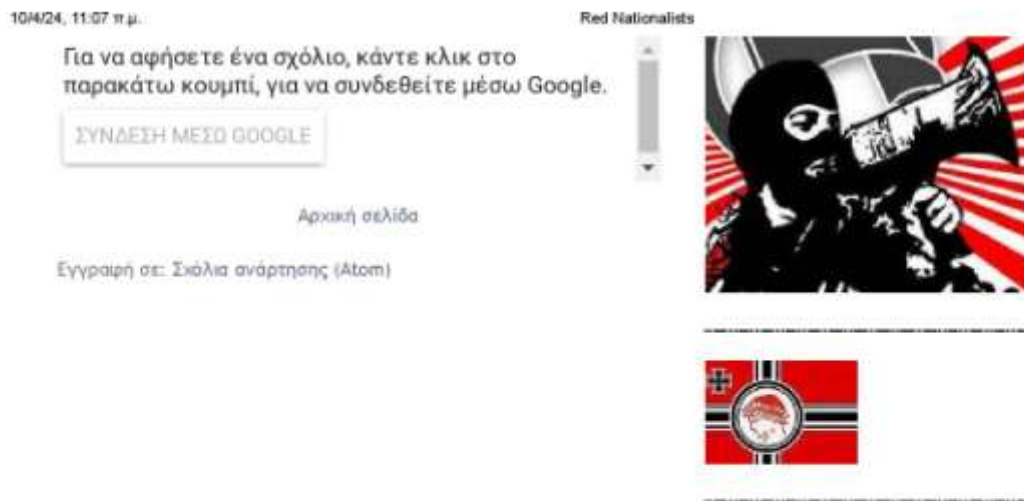 10/4/24, 11:07 π.μ.
Red Nationalists
Για να αφήσετε ένα σχόλιο, κάντε κλικ στο
παρακάτω κουμπί, για να συνδεθείτε μέσω Google.
ΣΥΝΔΕΣΗ ΜΕΣΩ GOOGLE
Αρχική σελίδα
Εγγραφή σε: Σχόλια ανάρτησης (Atom)